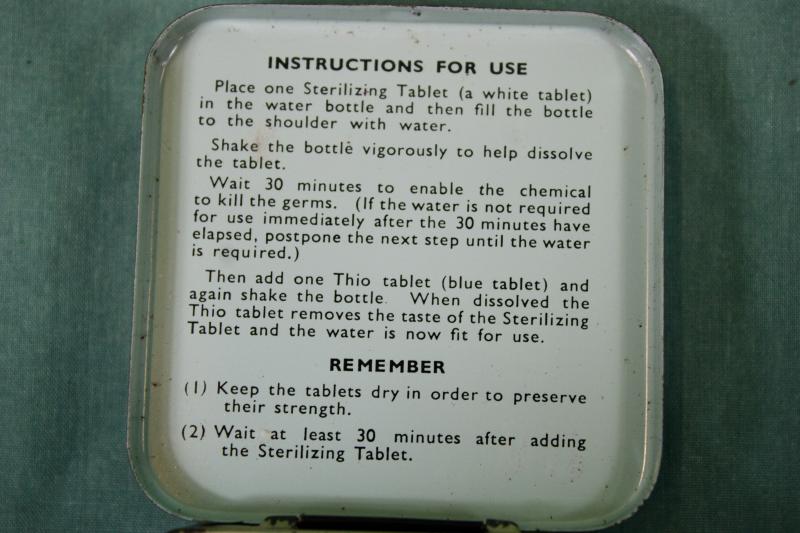 INSTRUCTIONS FOR USE
Place one Sterilizing Tablet (a white tablet)
in the water bottle and then fill the bottle
to the shoulder with water.
Shake the bottle vigorously to help dissolve
the tablet.
Wait 30 minutes to enable the chemical
to kill the germs. (If the water is not required
for use immediately after the 30 minutes have
elapsed, postpone the next step until the water
is required.)
Then add one Thio tablet (blue tablet) and
again shake the bottle. When dissolved the
Thio tablet removes the taste of the Sterilizing
Tablet and the water is now fit for use.
REMEMBER
(1) Keep the tablets dry in order to preserve
their strength.
(2) Wait at least 30 minutes after adding
the Sterilizing Tablet.